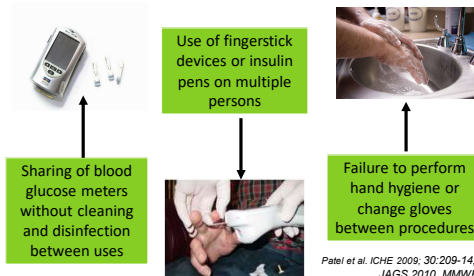 Use of fingerstick
devices or insulin
pens on multiple
persons
Sharing of blood
glucose meters
without cleaning
and disinfection
between uses
Failure to perform
hand hygiene or
change gloves
between procedures
Patel et al. ICHE 2009; 30:209-14
JAGS 2010